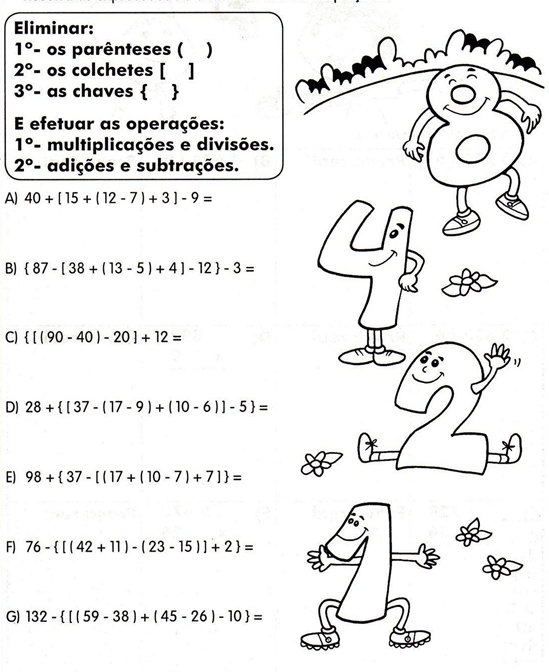 Eliminar:
1º- os parênteses (    )
2º- os colchetes [    ]
3º- as chaves {    }
E efetuar as operações:
1º- multiplicações e divisões.
2º- adições e subtrações.
A) 40 + [ 15 + ( 12 - 7 ) + 3 ] - 9 =
B) { 87 - [ 38 + ( 13 - 5 ) + 4 ] - 12 } - 3 =
C) { [ ( 90 - 40 ) - 20 ] + 12 =
D) 28 + { [ 37 - ( 17 - 9 ) + ( 10 - 6 ) ] - 5 } =
E) 98 + { 37 - [ ( 17 + ( 10 - 7 ) + 7 ] } =
F) 76 - { [ ( 42 + 11 ) - ( 23 - 15 ) ] + 2 } =
G) 132 - { [ ( 59 - 38 ) + ( 45 - 26 ) - 10 } =